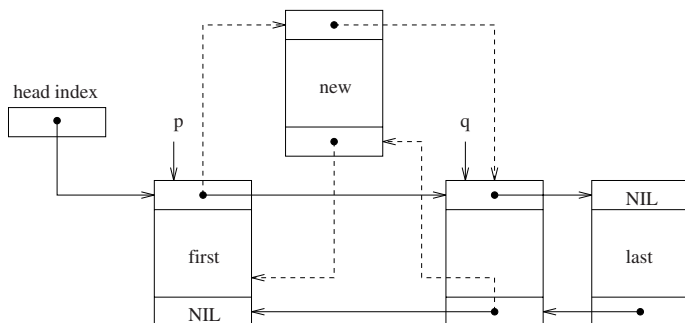 new
head index
p
q
NIL
first
last
NIL